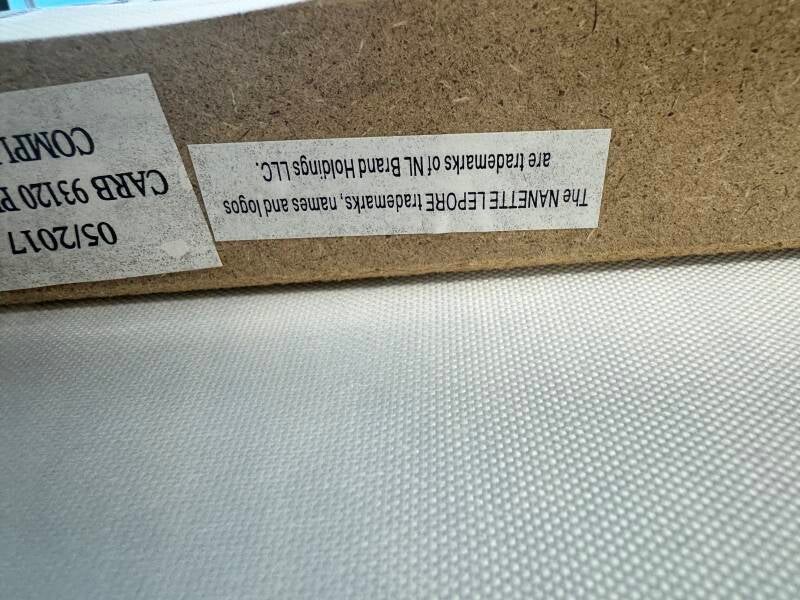 The NANETTE LEPORE trademarks, names and logos
are trademarks of NL Brand Holdings LLC.
05/2017
CARB 93120